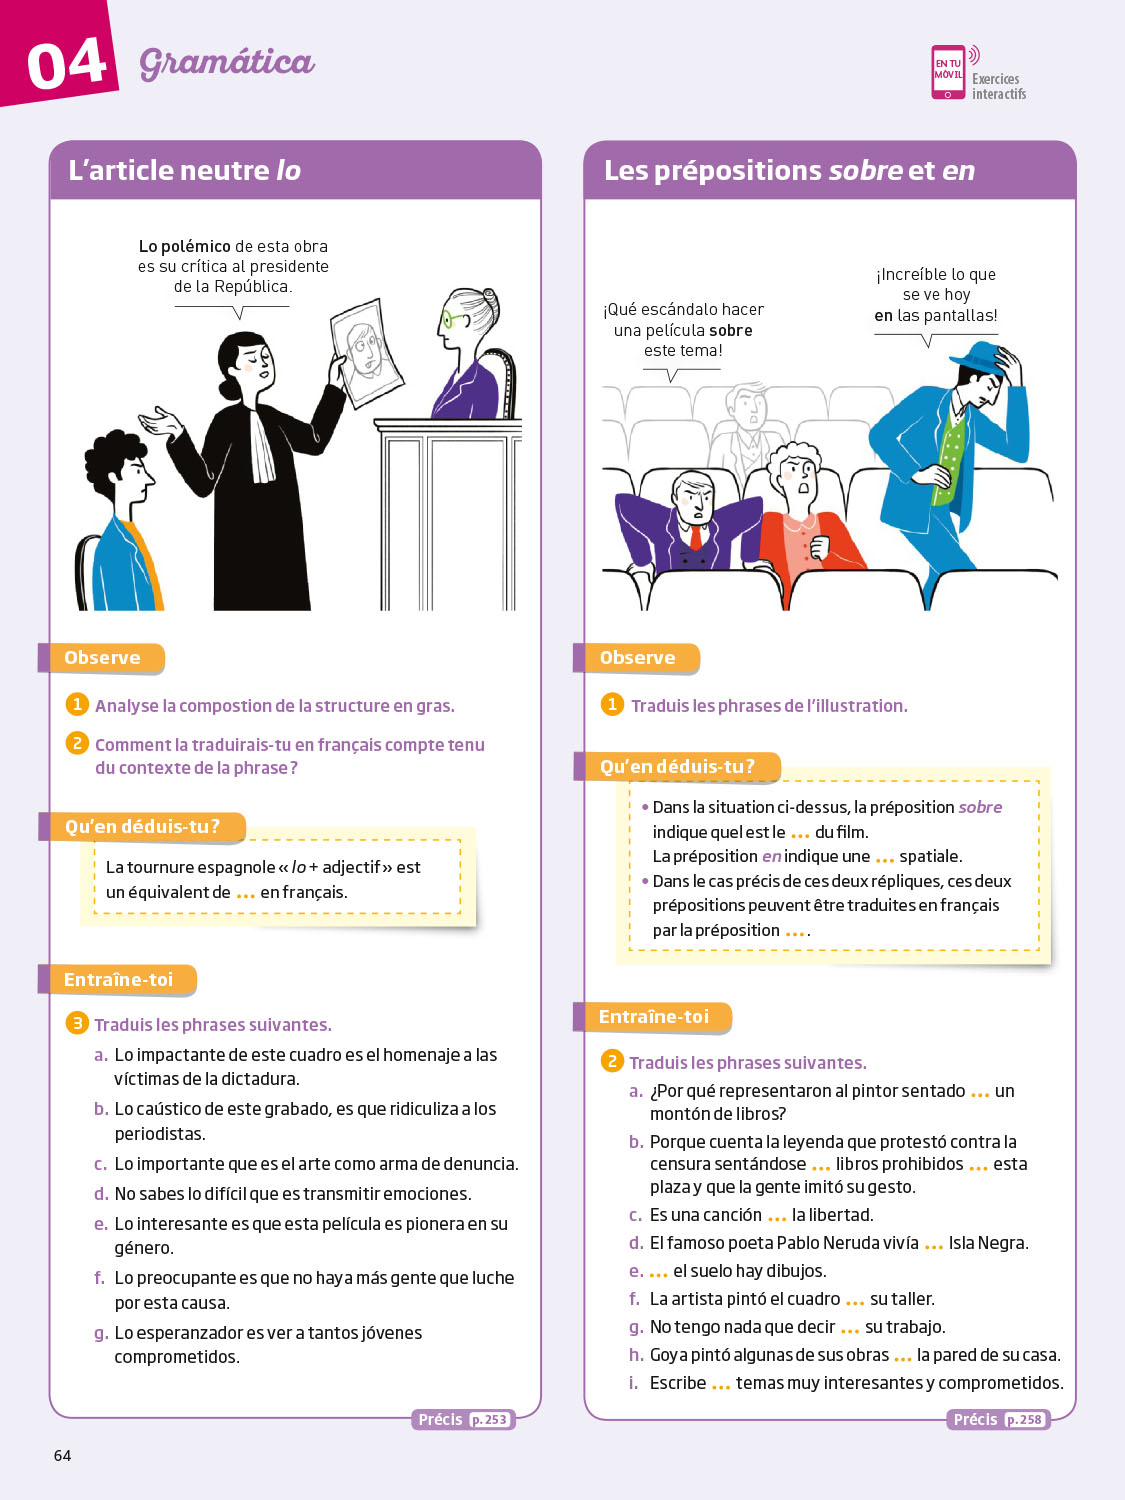 04
Gramática
EN TU
MÓVIL
Exercices
interactifs
L'article neutre lo
Lo polémico de esta obra
es su crítica al presidente
de la República.
Observe
1 Analyse la compostion de la structure en gras.
2 Comment la traduirais-tu en français compte tenu
du contexte de la phrase ?
Qu'en déduis-tu ?
La tournure espagnole « lo + adjectif » est
un équivalent de ... en français.
Entraîne-toi
3 Traduis les phrases suivantes.
a. Lo impactante de este cuadro es el homenaje a las
víctimas de la dictadura.
b. Lo caústico de este grabado, es que ridiculiza a los
periodistas.
c. Lo importante que es el arte como arma de denuncia.
d. No sabes lo difícil que es transmitir emociones.
e. Lo interesante es que esta película es pionera en su
género.
f. Lo preocupante es que no haya más gente que luche
por esta causa.
g. Lo esperanzador es ver a tantos jóvenes
comprometidos.
Précis p. 253
Les prépositions sobre et en
¡Qué escándalo hacer
una película sobre
este tema!
¡Increíble lo que
se ve hoy
en las pantallas!
Observe
1 Traduis les phrases de l'illustration.
Qu'en déduis-tu ?
• Dans la situation ci-dessus, la préposition sobre
indique quel est le ... du film.
La préposition en indique une ... spatiale.
• Dans le cas précis de ces deux répliques, ces deux
prépositions peuvent être traduites en français
par la préposition ... .
Entraîne-toi
2 Traduis les phrases suivantes.
a. ¿Por qué representaron al pintor sentado ... un
montón de libros?
b. Porque cuenta la leyenda que protestó contra la
censura sentándose ... libros prohibidos ... esta
plaza y que la gente imitó su gesto.
c. Es una canción ... la libertad.
d. El famoso poeta Pablo Neruda vivía ... Isla Negra.
e. ... el suelo hay dibujos.
f. La artista pintó el cuadro ... su taller.
g. No tengo nada que decir ... su trabajo.
h. Goya pintó algunas de sus obras ... la pared de su casa.
i. Escribe ... temas muy interesantes y comprometidos.
Précis p. 258
64